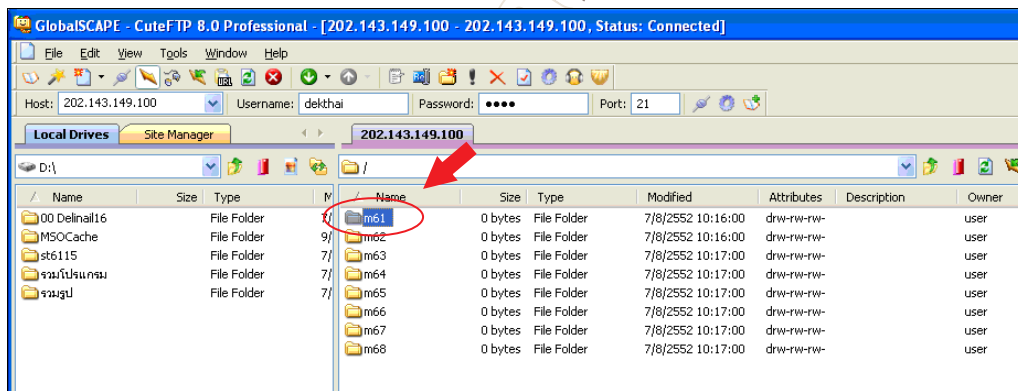 GlobalSCAPE - CuteFTP 8.0 Professional - [202.143.149.100 - 202.143.149.100, Status: Connected]
File Edit View Tools Window Help
Host: 202.143.149.100 Username: dekthai Password: •••• Port: 21
Local Drives Site Manager 202.143.149.100
D:\ /
Name Size Type M Name Size Type Modified Attributes Description Owner
00 Delinail16 File Folder 7/ m61 0 bytes File Folder 7/8/2552 10:16:00 drw-rw-rw- user
MSOCache File Folder 9/ m62 0 bytes File Folder 7/8/2552 10:16:00 drw-rw-rw- user
st6115 File Folder 7/ m63 0 bytes File Folder 7/8/2552 10:17:00 drw-rw-rw- user
รวมโปรแกรม File Folder 7/ m64 0 bytes File Folder 7/8/2552 10:17:00 drw-rw-rw- user
รวมรูป File Folder 7/ m65 0 bytes File Folder 7/8/2552 10:17:00 drw-rw-rw- user
m66 0 bytes File Folder 7/8/2552 10:17:00 drw-rw-rw- user
m67 0 bytes File Folder 7/8/2552 10:17:00 drw-rw-rw- user
m68 0 bytes File Folder 7/8/2552 10:17:00 drw-rw-rw- user